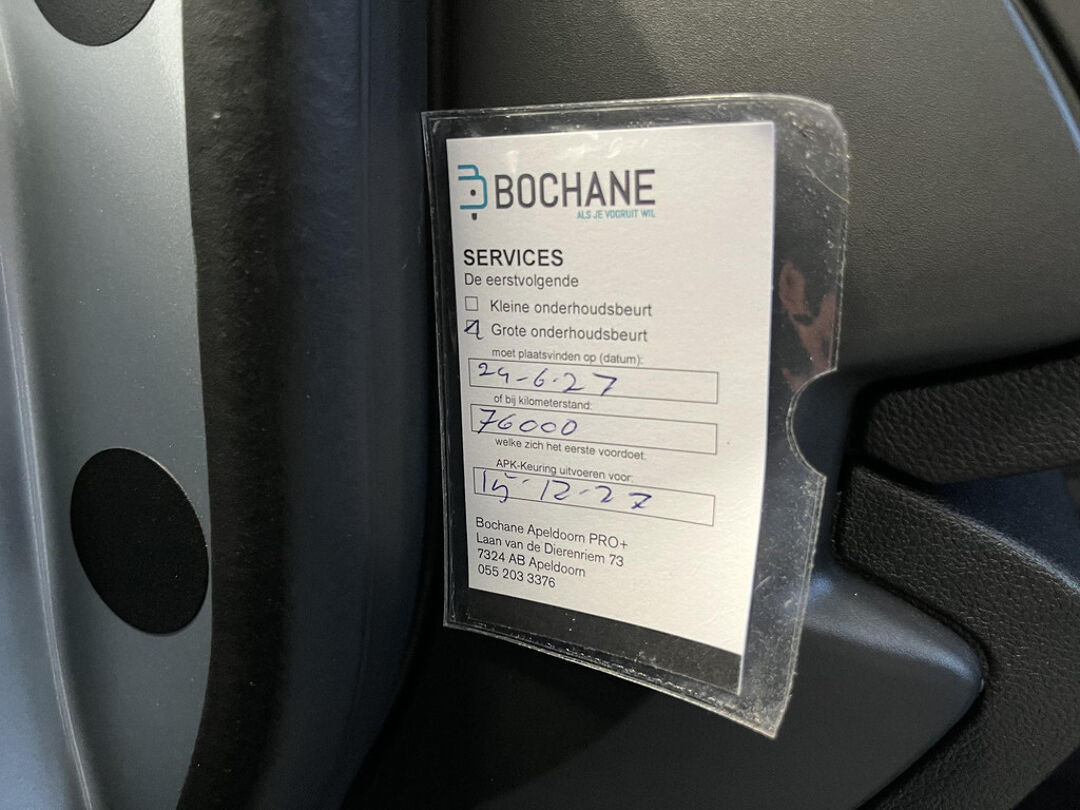 BOCHANE
ALS JE VOORUIT WIL
SERVICES
De eerstvolgende
Kleine onderhoudsbeurt
Grote onderhoudsbeurt
moet plaatsvinden op (datum):
24-6-27
of bij kilometerstand:
76000
welke zich het eerste voordoet.
APK-Keuring uitvoeren voor:
15-12-27
Bochane Apeldoorn PRO+
Laan van de Dierenriem 73
7324 AB Apeldoorn
055 203 3376